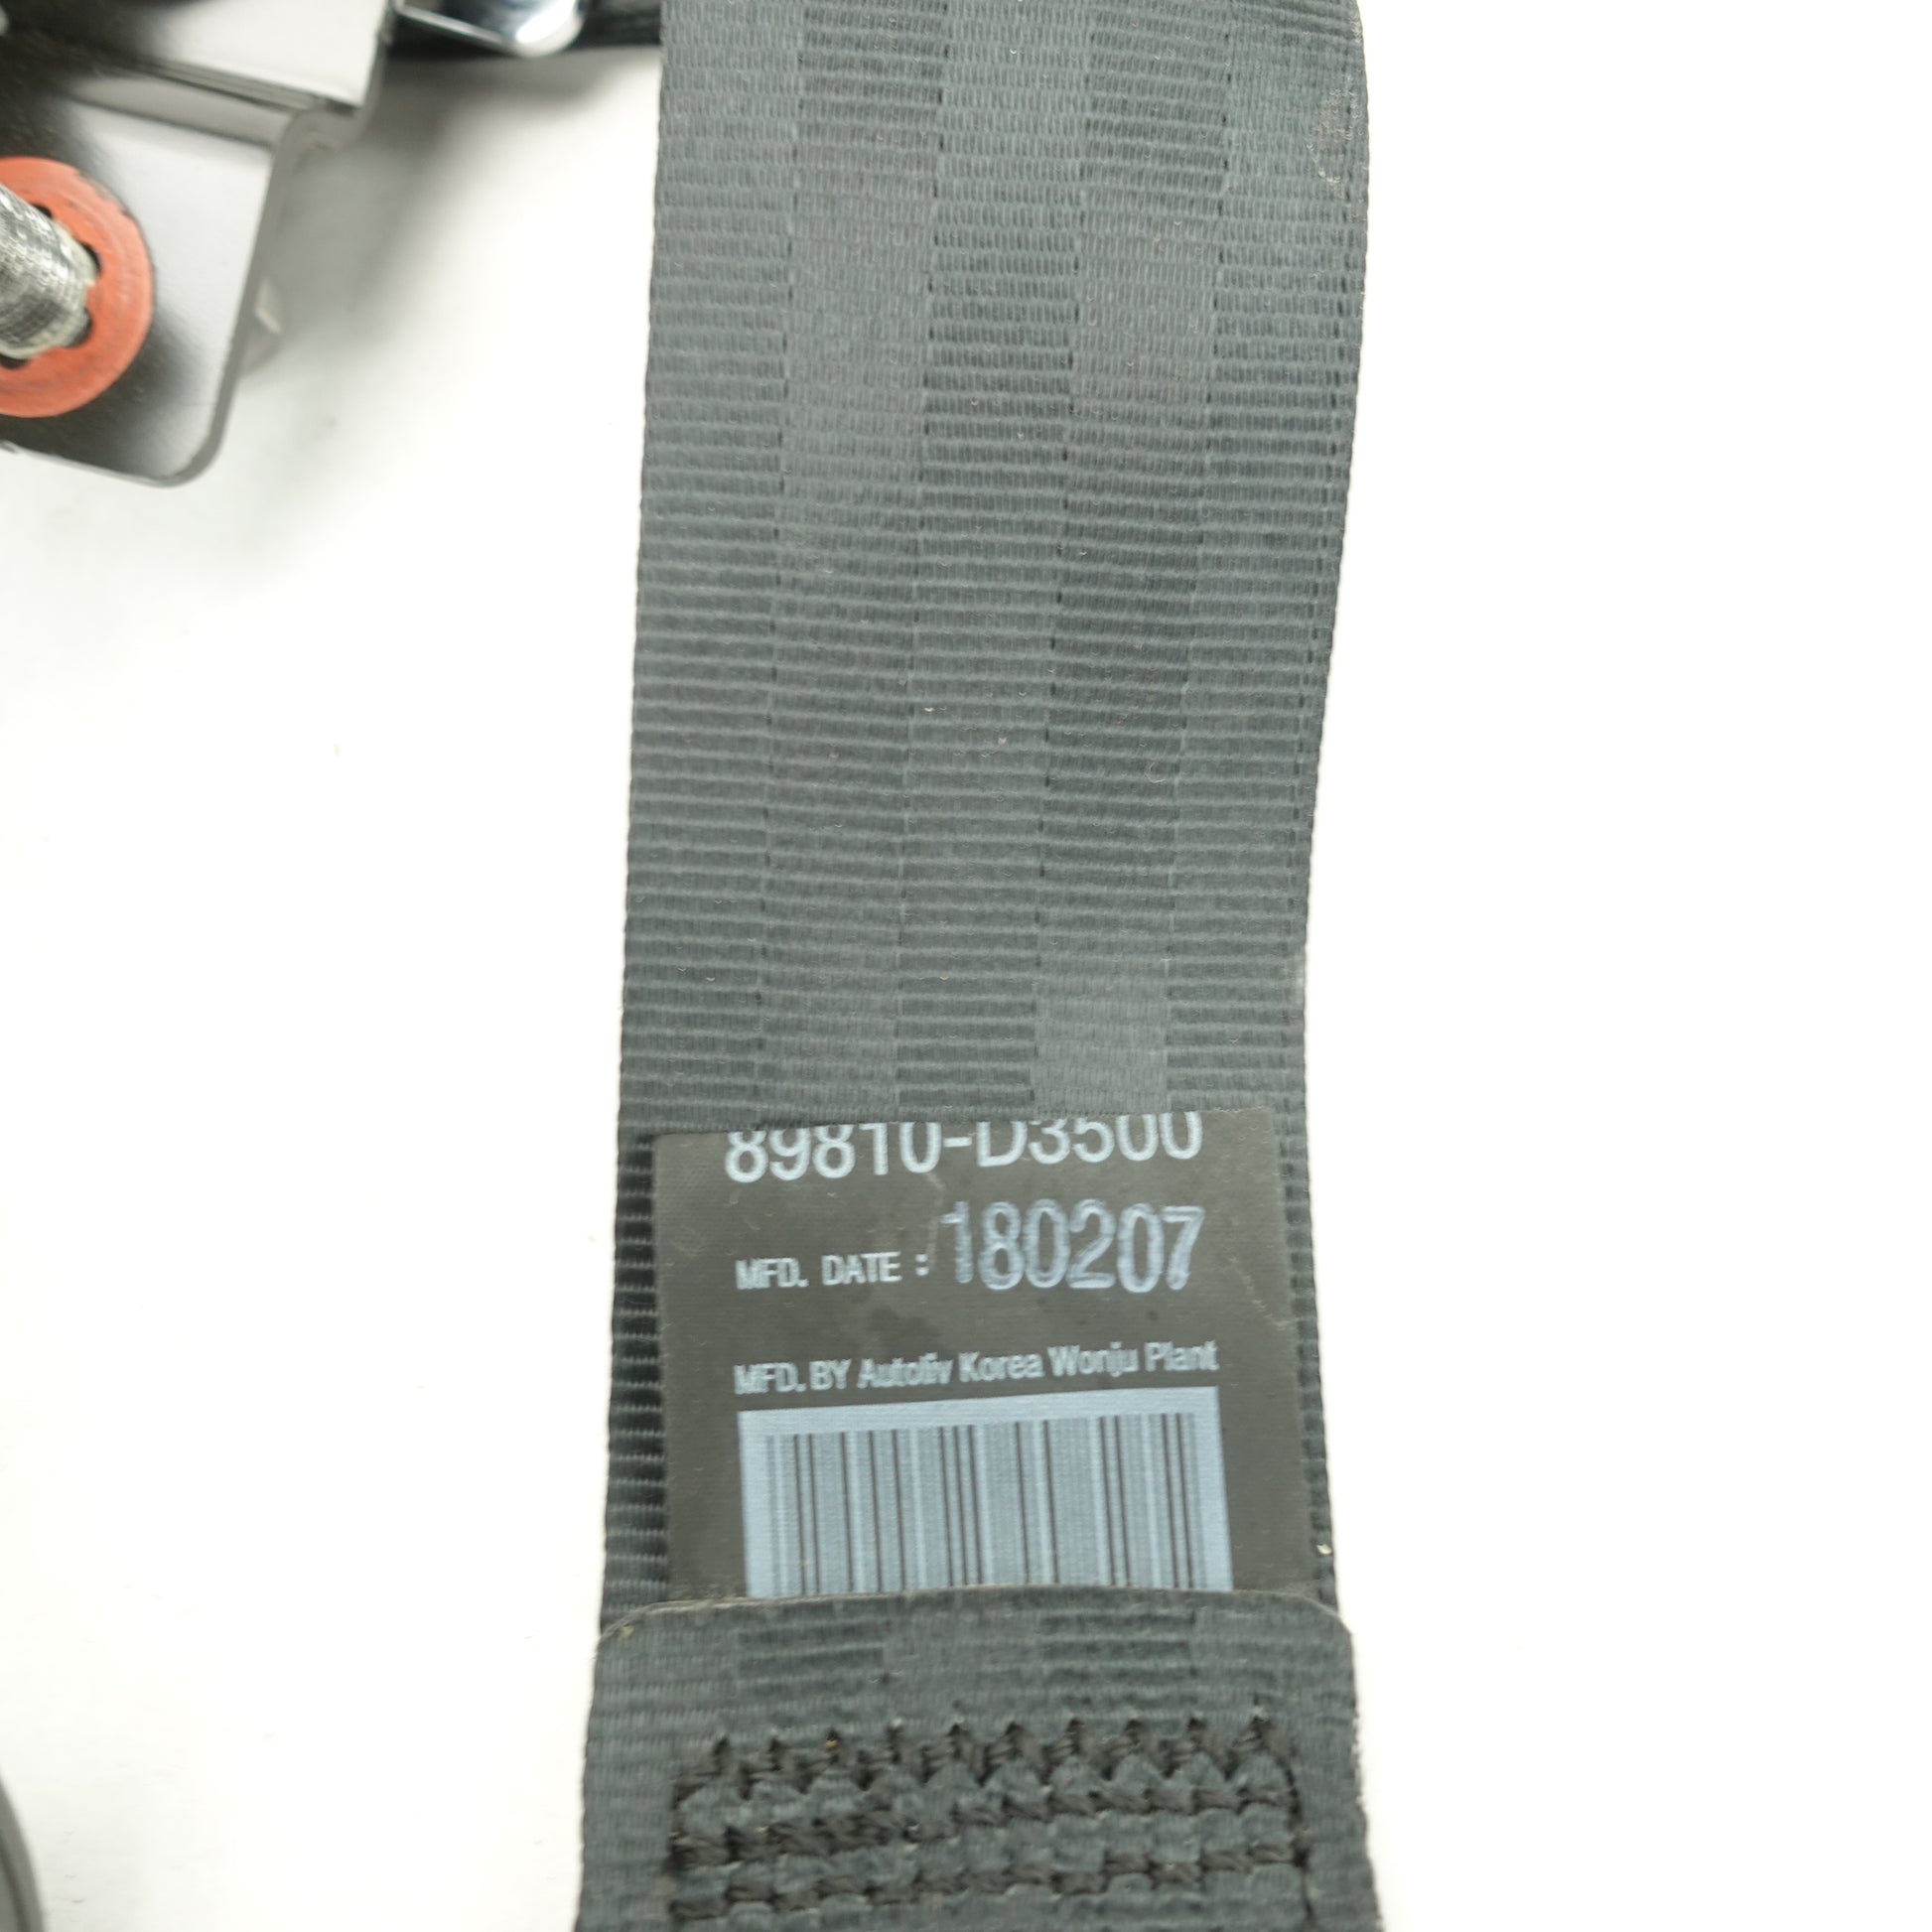 89810-D3500
MFD. DATE : 180207
MFD. BY Autoliv Korea Wonju Plant